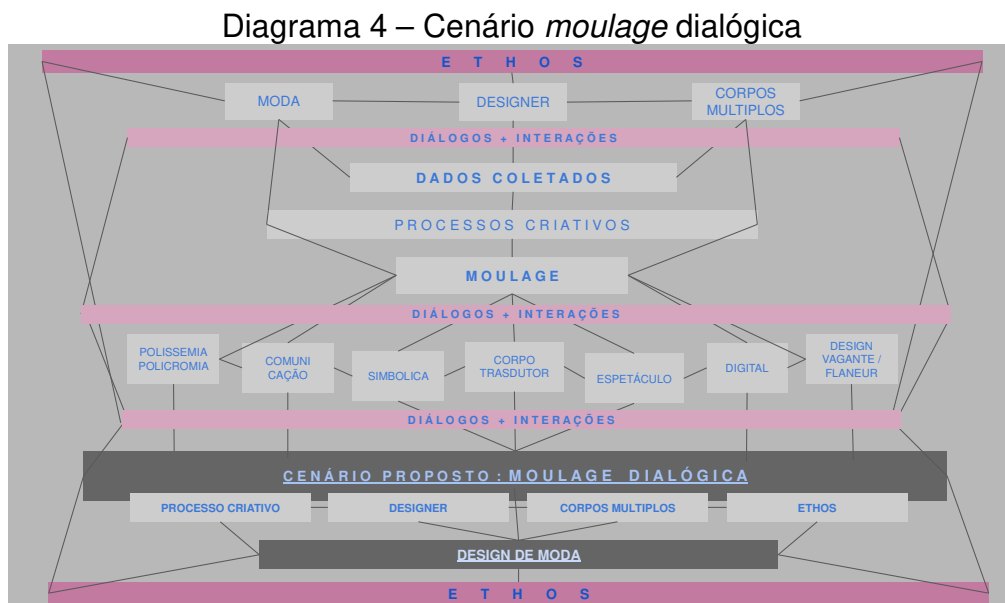 Diagrama 4 – Cenário moulage dialógica
E T H O S
MODA
DESIGNER
CORPOS
MULTIPLOS
DIÁLOGOS + INTERAÇÕES
DADOS COLETADOS
PROCESSOS CRIATIVOS
MOULAGE
DIÁLOGOS + INTERAÇÕES
POLISSEMIA
POLICROMIA
COMUNI
CAÇÃO
SIMBOLICA
CORPO
TRASDUTOR
ESPETÁCULO
DIGITAL
DESIGN
VAGANTE /
FLANEUR
DIÁLOGOS + INTERAÇÕES
CENÁRIO PROPOSTO : MOULAGE DIALÓGICA
PROCESSO CRIATIVO
DESIGNER
CORPOS MULTIPLOS
ETHOS
DESIGN DE MODA
E T H O S